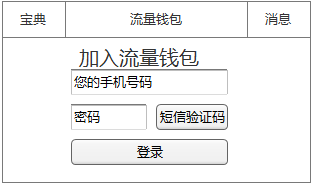 宝典 流量钱包 消息
加入流量钱包
您的手机号码
密码 短信验证码
登录